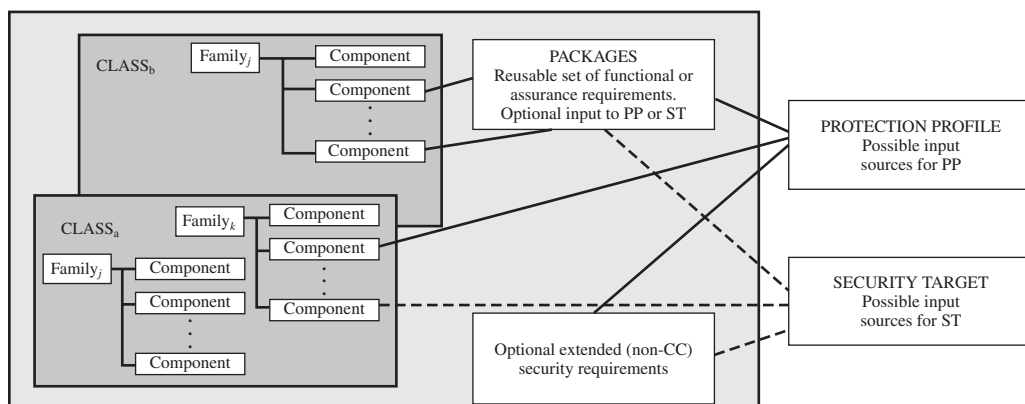 CLASSb
Familyj
Component
Component
Component
CLASSa
Familyk
Component
Component
Component
Familyj
Component
Component
Component
PACKAGES
Reusable set of functional or
assurance requirements.
Optional input to PP or ST
Optional extended (non-CC)
security requirements
PROTECTION PROFILE
Possible input
sources for PP
SECURITY TARGET
Possible input
sources for ST